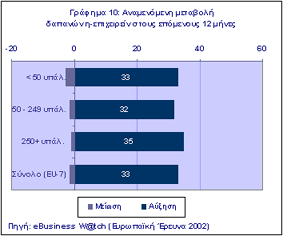 Γράφημα 10: Αναμενόμενη μεταβολή
δαπανών η-επιχειρείν στους επόμενους 12 μήνες
-20 0 20 40 60
< 50 υπάλ. 33
50 - 249 υπάλ. 32
250+ υπάλ. 35
Σύνολο (EU-7) 33
Μείωση Αύξηση
Πηγή: eBusiness W@tch (Ευρωπαϊκή Έρευνα 2002)